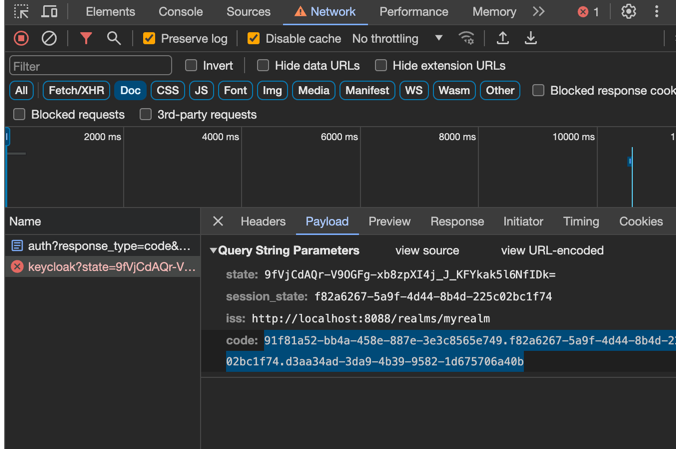 Elements Console Sources Network Performance Memory 1
Preserve log Disable cache No throttling
Filter Invert Hide data URLs Hide extension URLs
All Fetch/XHR Doc CSS JS Font Img Media Manifest WS Wasm Other Blocked response cook
Blocked requests 3rd-party requests
2000 ms 4000 ms 6000 ms 8000 ms 10000 ms 1
Name Headers Payload Preview Response Initiator Timing Cookies
auth?response_type=code&…
keycloak?state=9fVjCdAQr-V…
Query String Parameters view source view URL-encoded
state: 9fVjCdAQr-V9OGFg-xb8zpXI4j_J_KFYkak5l6NfIDk=
session_state: f82a6267-5a9f-4d44-8b4d-225c02bc1f74
iss: http://localhost:8088/realms/myrealm
code: 91f81a52-bb4a-458e-887e-3e3c8565e749.f82a6267-5a9f-4d44-8b4d-22
02bc1f74.d3aa34ad-3da9-4b39-9582-1d675706a40b